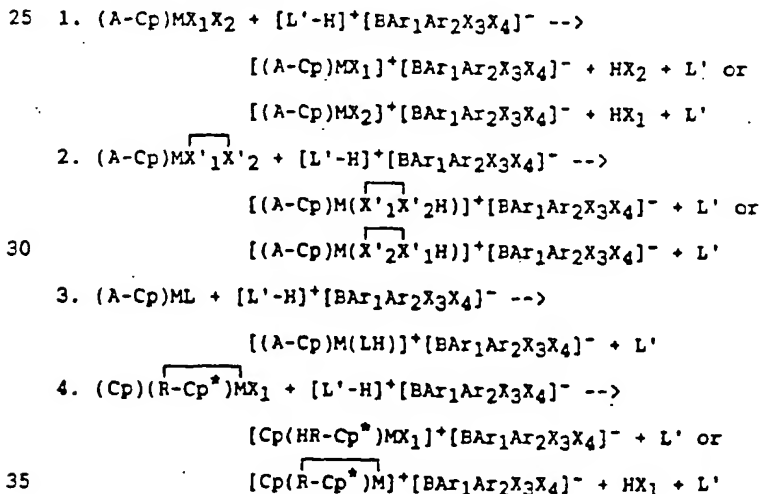 25 1. (A-Cp)MX1X2 + [L'-H]+[BAr1Ar2X3X4]- -->
[(A-Cp)MX1]+[BAr1Ar2X3X4]- + HX2 + L' or
[(A-Cp)MX2]+[BAr1Ar2X3X4]- + HX1 + L'
2. (A-Cp)MX'1X'2 + [L'-H]+[BAr1Ar2X3X4]- -->
[(A-Cp)M(X'1X'2H)]+[BAr1Ar2X3X4]- + L' or
30 [(A-Cp)M(X'2X'1H)]+[BAr1Ar2X3X4]- + L'
3. (A-Cp)ML + [L'-H]+[BAr1Ar2X3X4]- -->
[(A-Cp)M(LH)]+[BAr1Ar2X3X4]- + L'
4. (Cp)(R-Cp*)MX1 + [L'-H]+[BAr1Ar2X3X4]- -->
[Cp(HR-Cp*)MX1]+[BAr1Ar2X3X4]- + L' or
35 [Cp(R-Cp*)M]+[BAr1Ar2X3X4]- + HX1 + L'